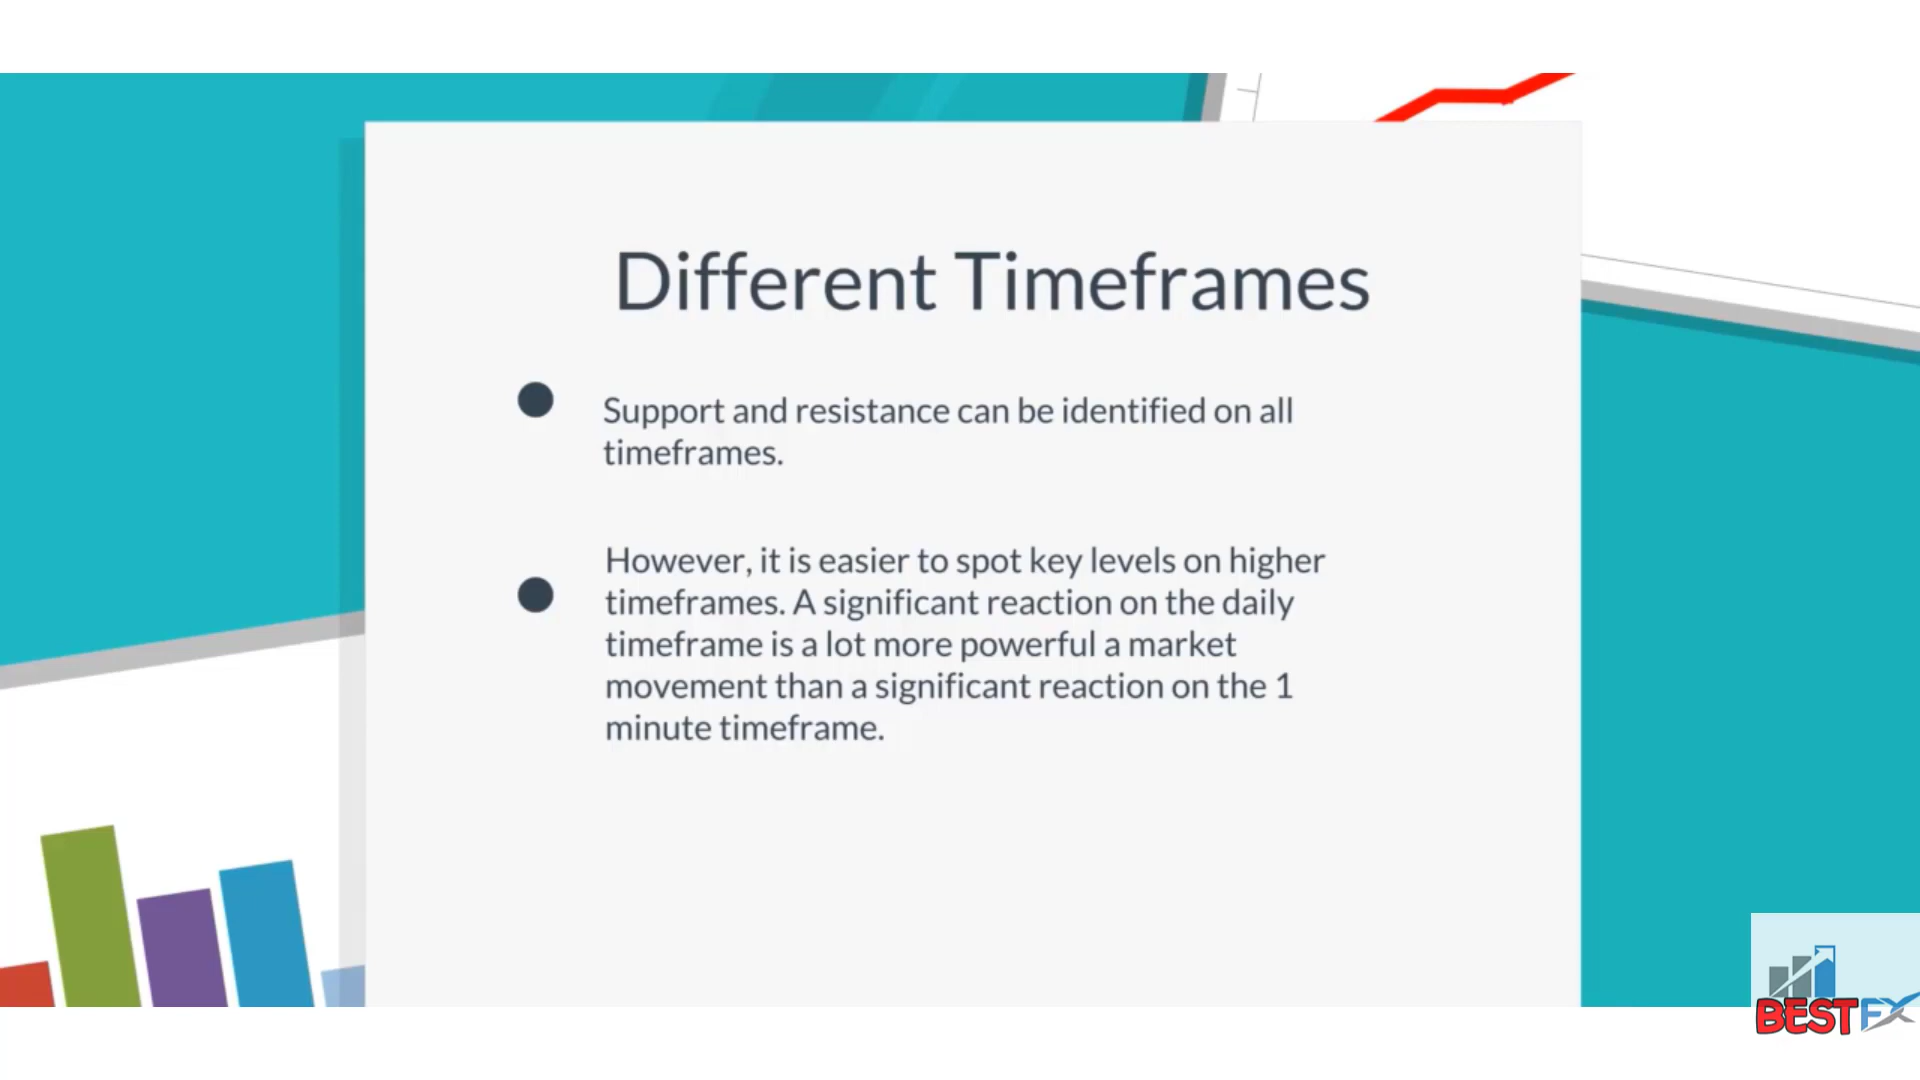 Different Timeframes
Support and resistance can be identified on all
timeframes.
However, it is easier to spot key levels on higher
timeframes. A significant reaction on the daily
timeframe is a lot more powerful a market
movement than a significant reaction on the 1
minute timeframe.
BESTFX